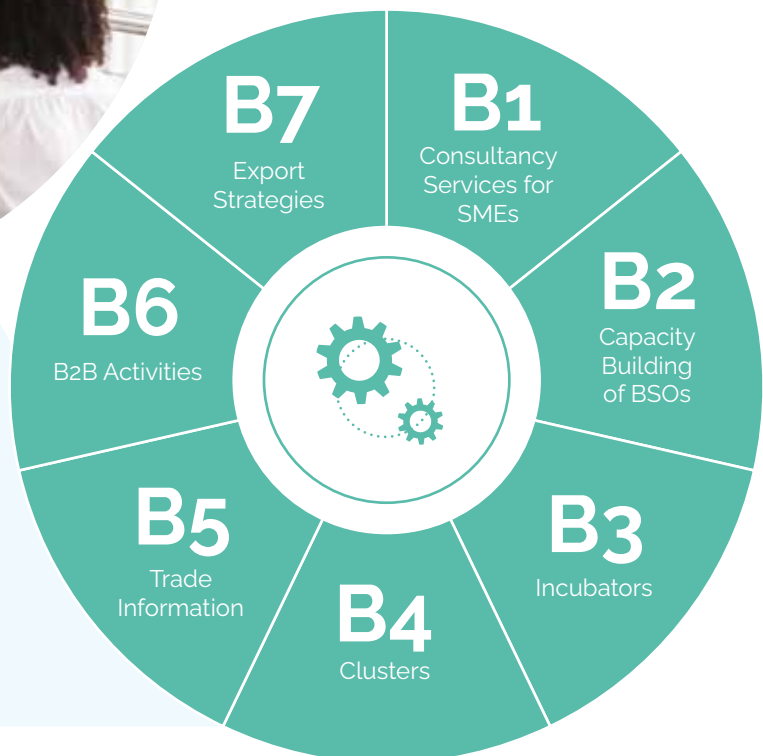 B1
Consultancy
Services for
SMEs
B2
Capacity
Building
of BSOs
B3
Incubators
B4
Clusters
B5
Trade
Information
B6
B2B Activities
B7
Export
Strategies